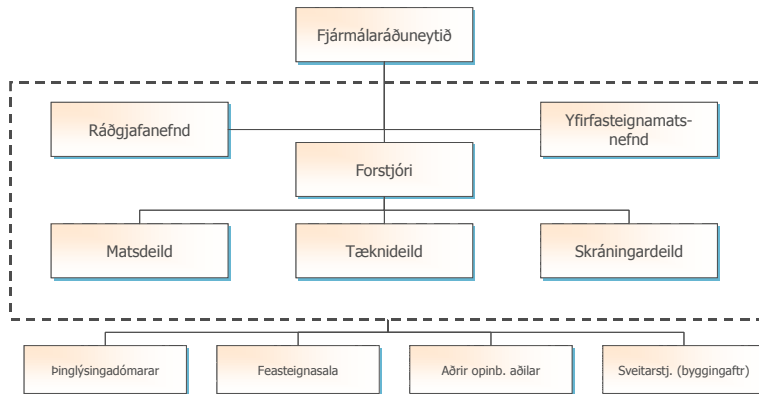 Fjármálaráðuneytið
Ráðgjafanefnd
Yfirfasteignamats-
nefnd
Forstjóri
Matsdeild
Tæknideild
Skráningardeild
Þinglýsingadómarar
Feasteignasala
Aðrir opinb. aðilar
Sveitarstj. (byggingaftr)